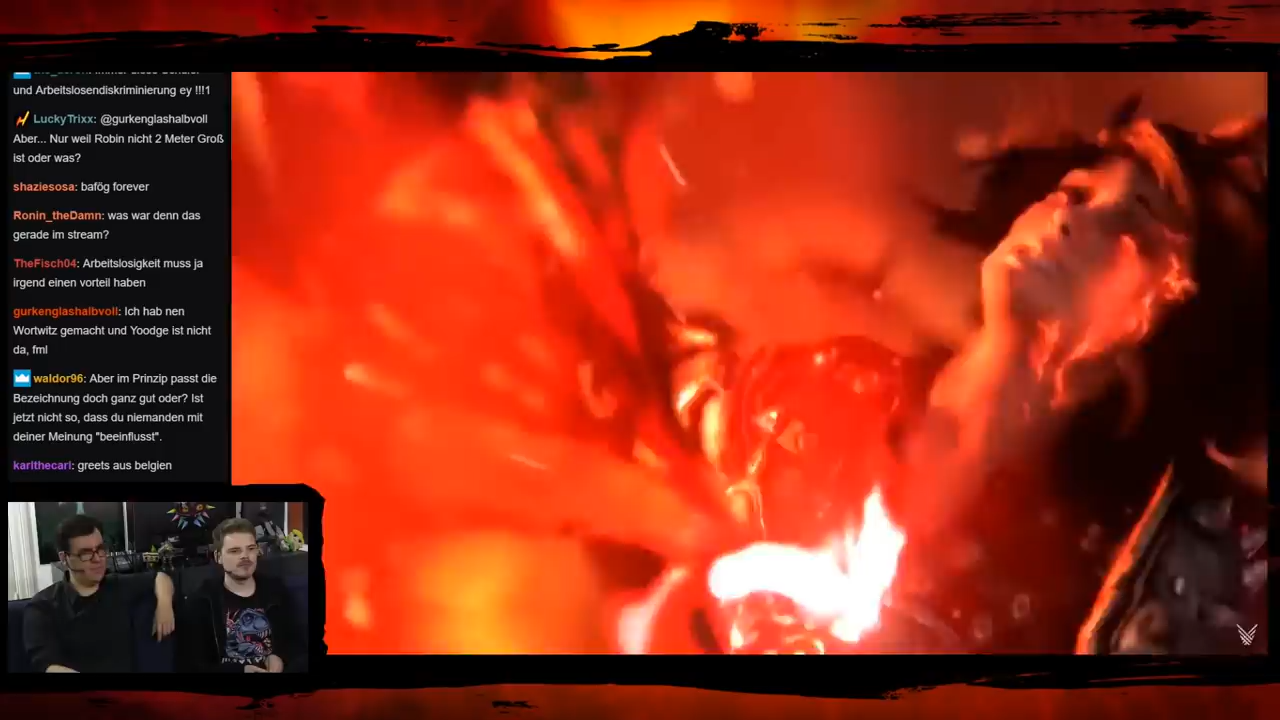 und Arbeitslosendiskriminierung ey !!!1
LuckyTrixx: @gurkenglashalbvoll
Aber... Nur weil Robin nicht 2 Meter Groß
ist oder was?
shaziesosa: bafög forever
Ronin_theDamn: was war denn das
gerade im stream?
TheFisch04: Arbeitslosigkeit muss ja
irgend einen vorteil haben
gurkenglashalbvoll: Ich hab nen
Wortwitz gemacht und Yoodge ist nicht
da, fml
waldor96: Aber im Prinzip passt die
Bezeichnung doch ganz gut oder? Ist
jetzt nicht so, dass du niemanden mit
deiner Meinung "beeinflusst".
karlthecarl: greets aus belgien